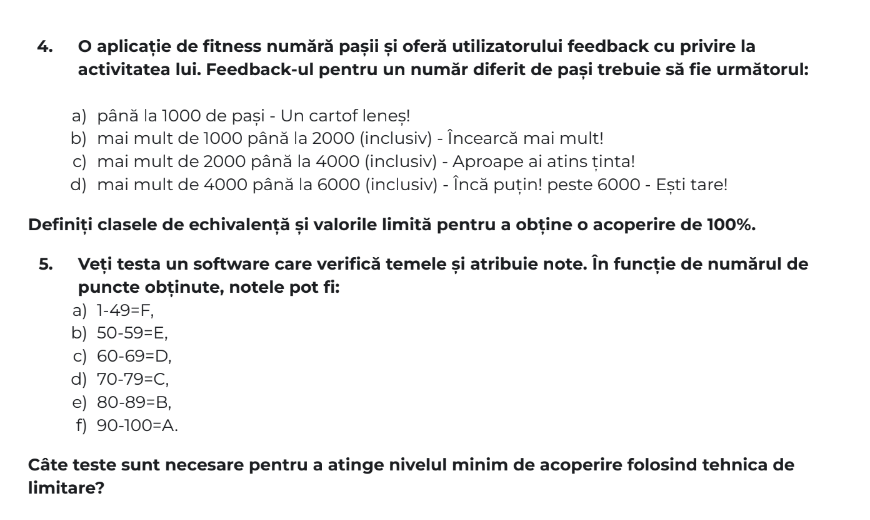 4. O aplicație de fitness numără pașii și oferă utilizatorului feedback cu privire la
activitatea lui. Feedback-ul pentru un număr diferit de pași trebuie să fie următorul:
a) până la 1000 de pași - Un cartof leneș!
b) mai mult de 1000 până la 2000 (inclusiv) - Încearcă mai mult!
c) mai mult de 2000 până la 4000 (inclusiv) - Aproape ai atins ținta!
d) mai mult de 4000 până la 6000 (inclusiv) - Încă puțin! peste 6000 - Ești tare!
Definiți clasele de echivalență și valorile limită pentru a obține o acoperire de 100%.
5. Veți testa un software care verifică temele și atribuie note. În funcție de numărul de
puncte obținute, notele pot fi:
a) 1-49=F,
b) 50-59=E,
c) 60-69=D,
d) 70-79=C,
e) 80-89=B,
f) 90-100=A.
Câte teste sunt necesare pentru a atinge nivelul minim de acoperire folosind tehnica de
limitare?